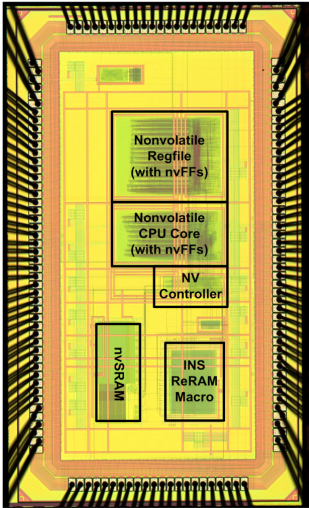 Nonvolatile
Regfile
(with nvFFs)
Nonvolatile
CPU Core
(with nvFFs)
NV
Controller
nvSRAM
INS
ReRAM
Macro